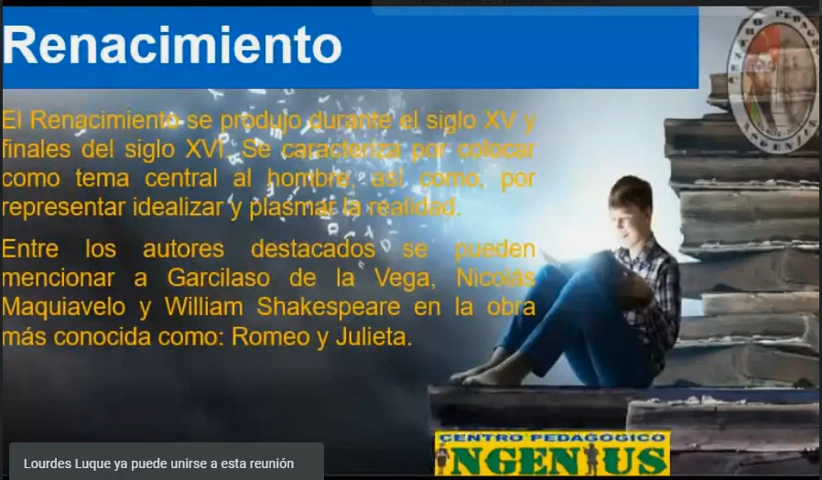 Renacimiento
El Renacimiento se produjo durante el siglo XV y
finales del siglo XVI. Se caracteriza por colocar
como tema central al hombre, así como, por
representar idealizar y plasmar la realidad.
Entre los autores destacados se pueden
mencionar a Garcilaso de la Vega, Nicolás
Maquiavelo y William Shakespeare en la obra
más conocida como: Romeo y Julieta.
CENTRO PEDAGÓGICO
INGENIUS
Lourdes Luque ya puede unirse a esta reunión